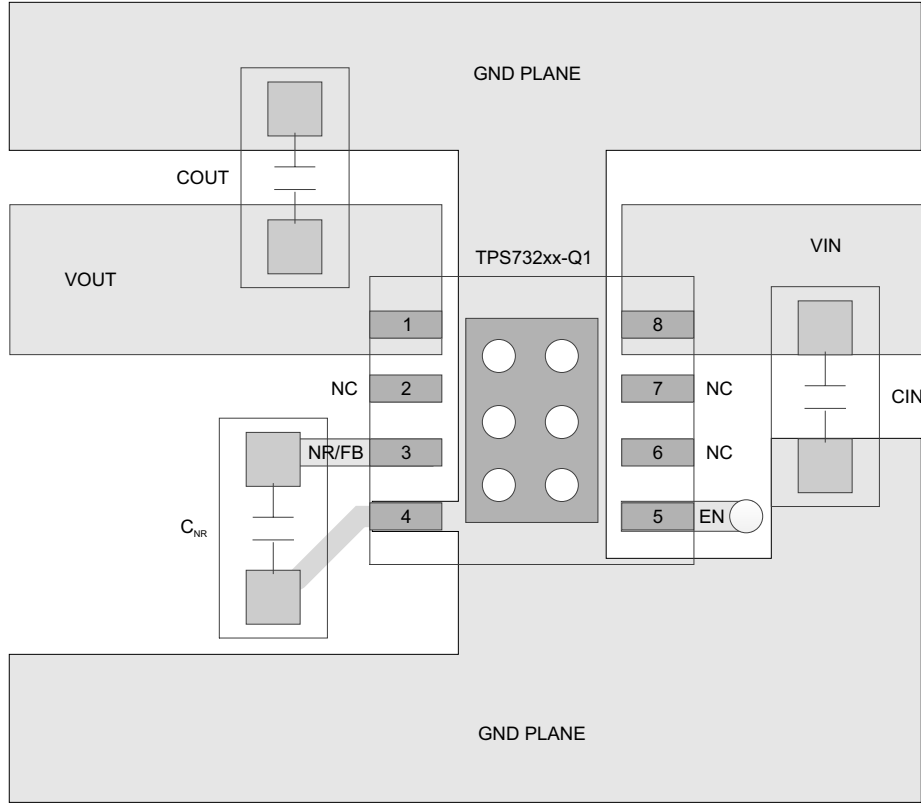 GND PLANE
COUT
TPS732xx-Q1
VIN
VOUT
1
8
NC
2
7
NC
CIN
NR/FB
3
6
NC
4
5
EN
CNR
GND PLANE